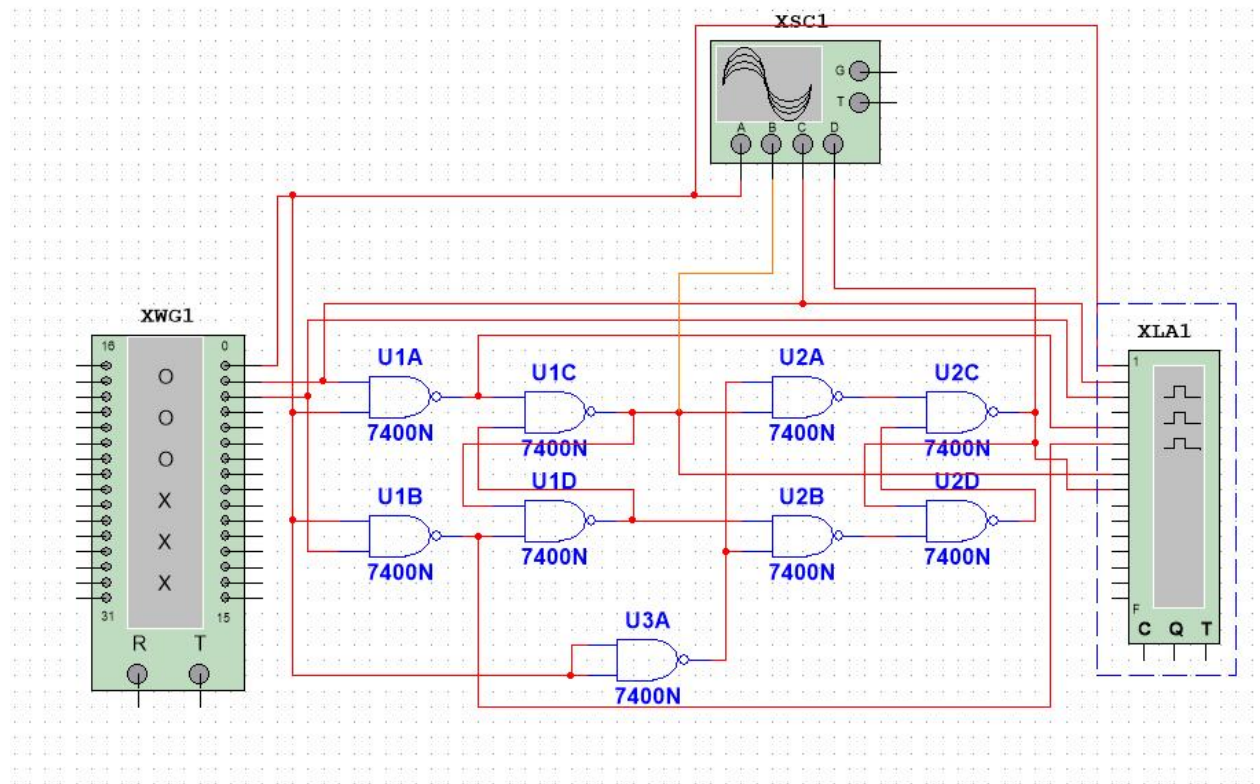 XSC1
G
T
A B C D
XWG1
16 0
O
O
O
X
X
X
31 15
R T
XLA1
1
F
C Q T
U1A
7400N
U1C
7400N
U2A
7400N
U2C
7400N
U1B
7400N
U1D
7400N
U2B
7400N
U2D
7400N
U3A
7400N